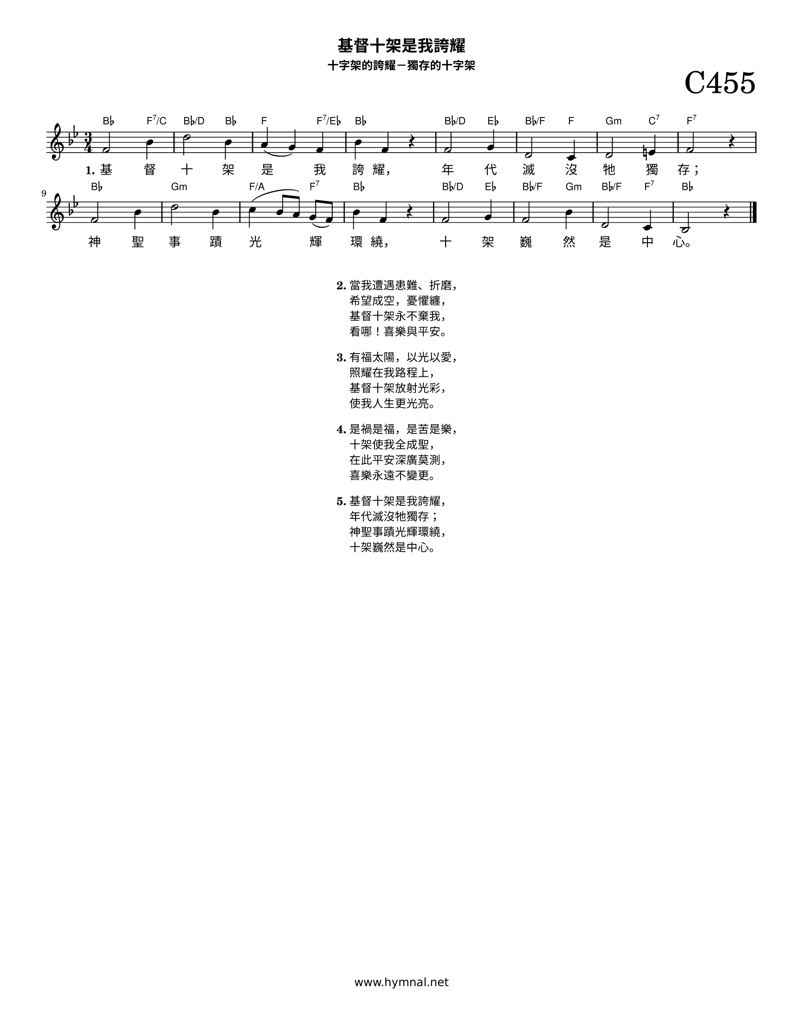 基督十架是我誇耀
十字架的誇耀－獨存的十字架
C455
B♭ F7/C B♭/D B♭ F F7/E♭ B♭ B♭/D E♭ B♭/F F Gm C7 F7
3/4
1. 基 督 十 架 是 我 誇 耀， 年 代 滅 沒 牠 獨 存；
B♭ Gm F/A F7 B♭ B♭/D E♭ B♭/F Gm B♭/F F7 B♭
9
神 聖 事 蹟 光 輝 環 繞， 十 架 巍 然 是 中 心。
2. 當我遭遇患難、折磨，
希望成空，憂懼纏，
基督十架永不棄我，
看哪！喜樂與平安。
3. 有福太陽，以光以愛，
照耀在我路程上，
基督十架放射光彩，
使我人生更光亮。
4. 是禍是福，是苦是樂，
十架使我全成聖，
在此平安深廣莫測，
喜樂永遠不變更。
5. 基督十架是我誇耀，
年代滅沒牠獨存；
神聖事蹟光輝環繞，
十架巍然是中心。
www.hymnal.net